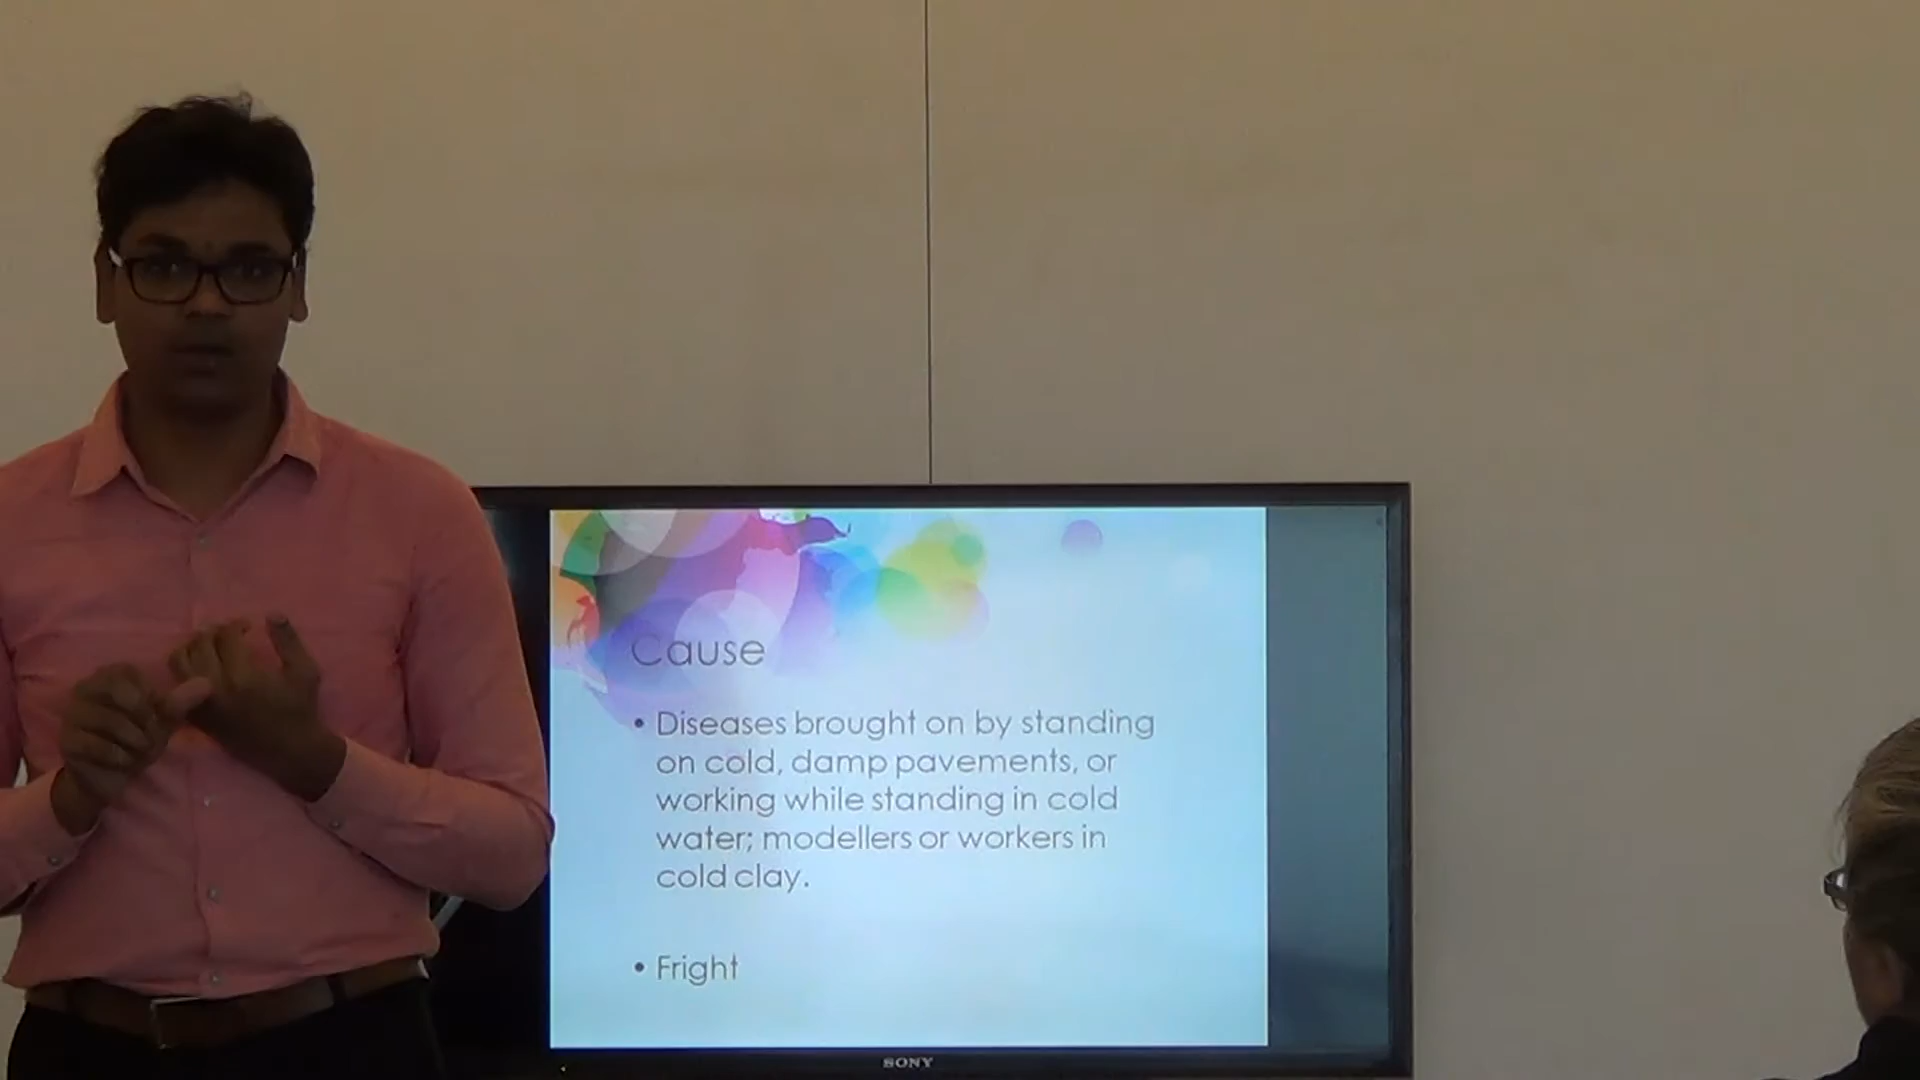 Cause
• Diseases brought on by standing
on cold, damp pavements, or
working while standing in cold
water; modellers or workers in
cold clay.
• Fright
SONY